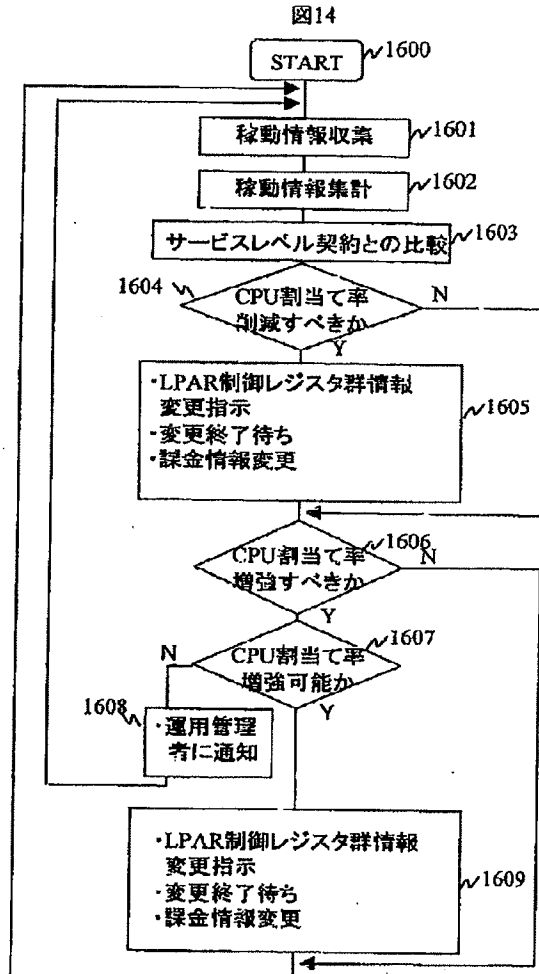 図14
START
1600
稼動情報収集
1601
稼動情報集計
1602
サービスレベル契約との比較
1603
1604
CPU割当て率
削減すべきか
N
Y
・LPAR制御レジスタ群情報
変更指示
・変更終了待ち
・課金情報変更
1605
CPU割当て率
増強すべきか
1606
N
Y
CPU割当て率
増強可能か
1607
N
Y
1608
・運用管理
者に通知
・LPAR制御レジスタ群情報
変更指示
・変更終了待ち
・課金情報変更
1609